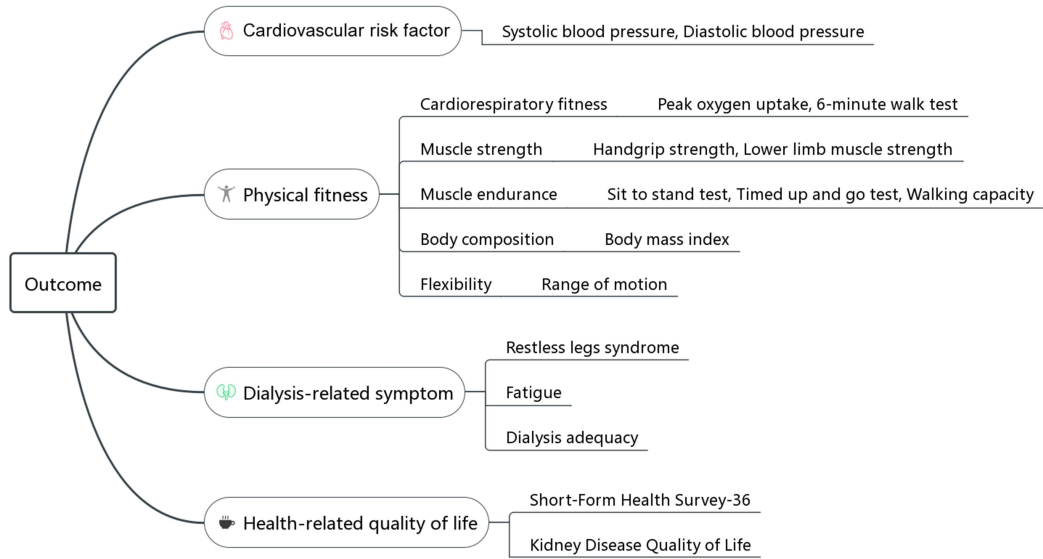 Cardiovascular risk factor
Systolic blood pressure, Diastolic blood pressure
Cardiorespiratory fitness Peak oxygen uptake, 6-minute walk test
Muscle strength Handgrip strength, Lower limb muscle strength
Physical fitness
Muscle endurance Sit to stand test, Timed up and go test, Walking capacity
Body composition Body mass index
Flexibility Range of motion
Outcome
Restless legs syndrome
Dialysis-related symptom
Fatigue
Dialysis adequacy
Health-related quality of life
Short-Form Health Survey-36
Kidney Disease Quality of Life